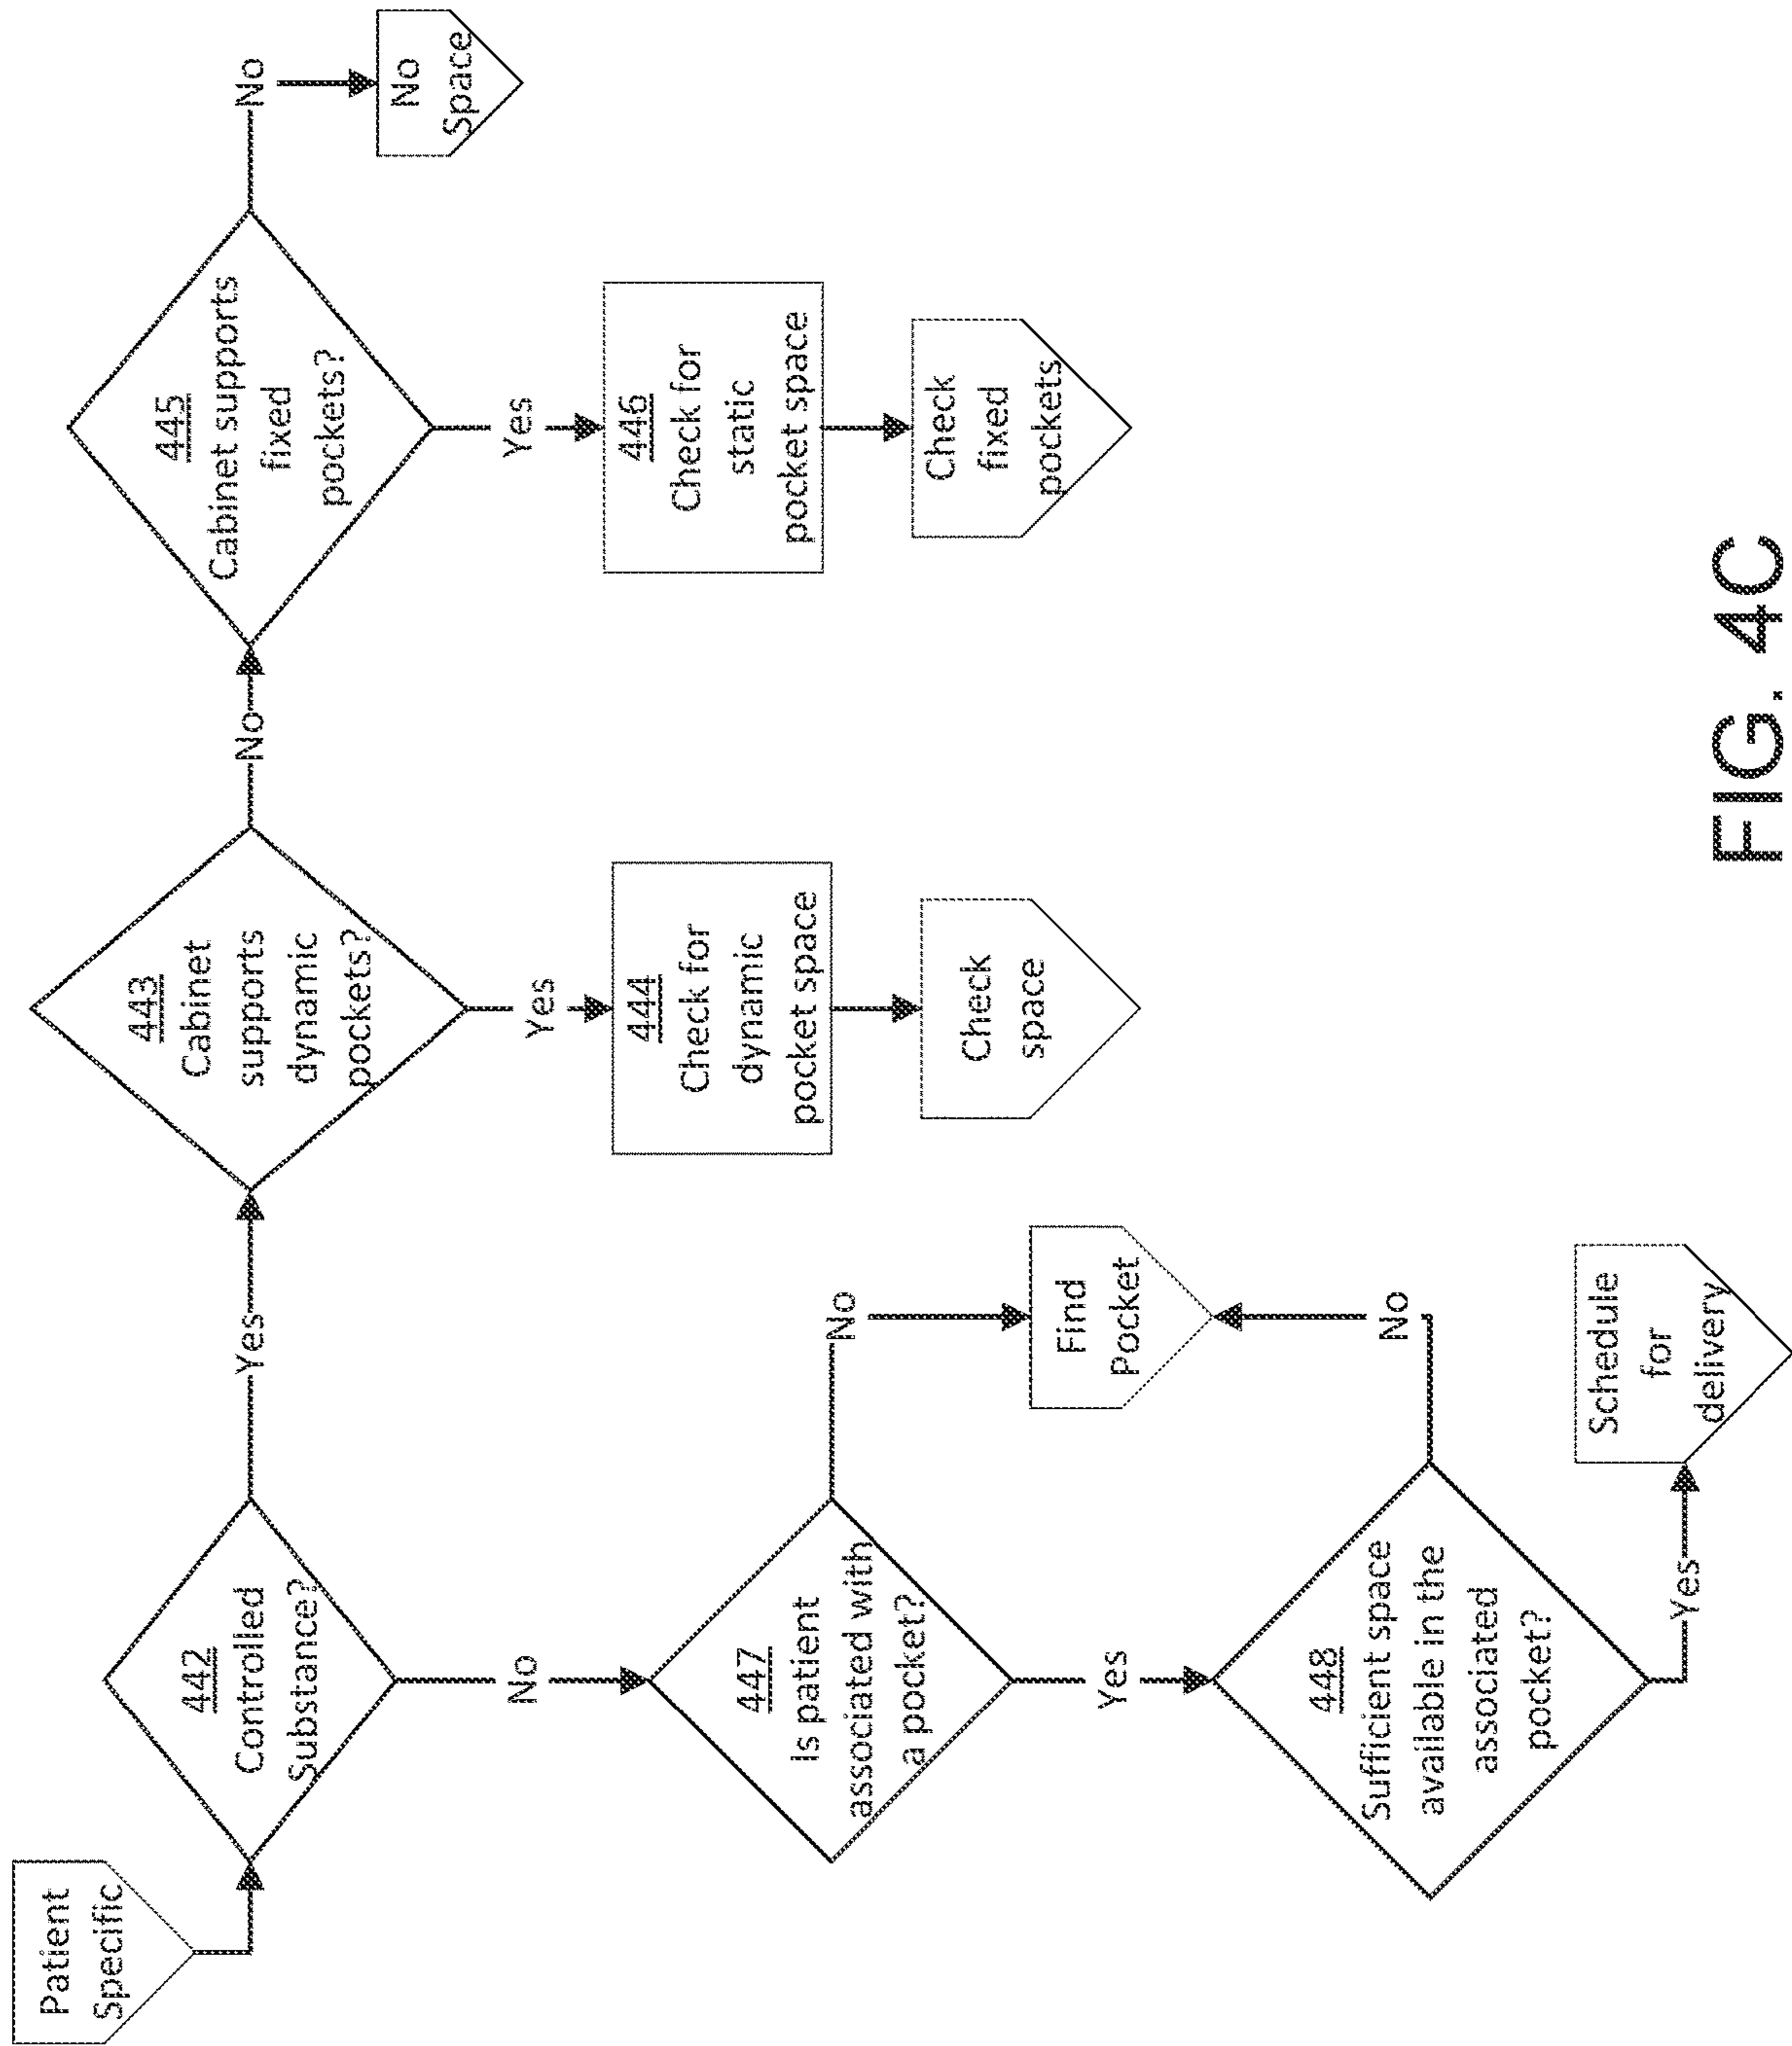 Patient
Specific
442
Controlled
Substance?
Yes
443
Cabinet
supports
dynamic
pockets?
No
445
Cabinet supports
fixed
pockets?
No
No
Space
Yes
444
Check for
dynamic
pocket space
Check
space
Yes
446
Check for
static
pocket space
Check
fixed
pockets
No
447
Is patient
associated with
a pocket?
No
Find
Pocket
Yes
448
Sufficient space
available in the
associated
pocket?
No
Yes
Schedule
for
delivery
FIG. 4C